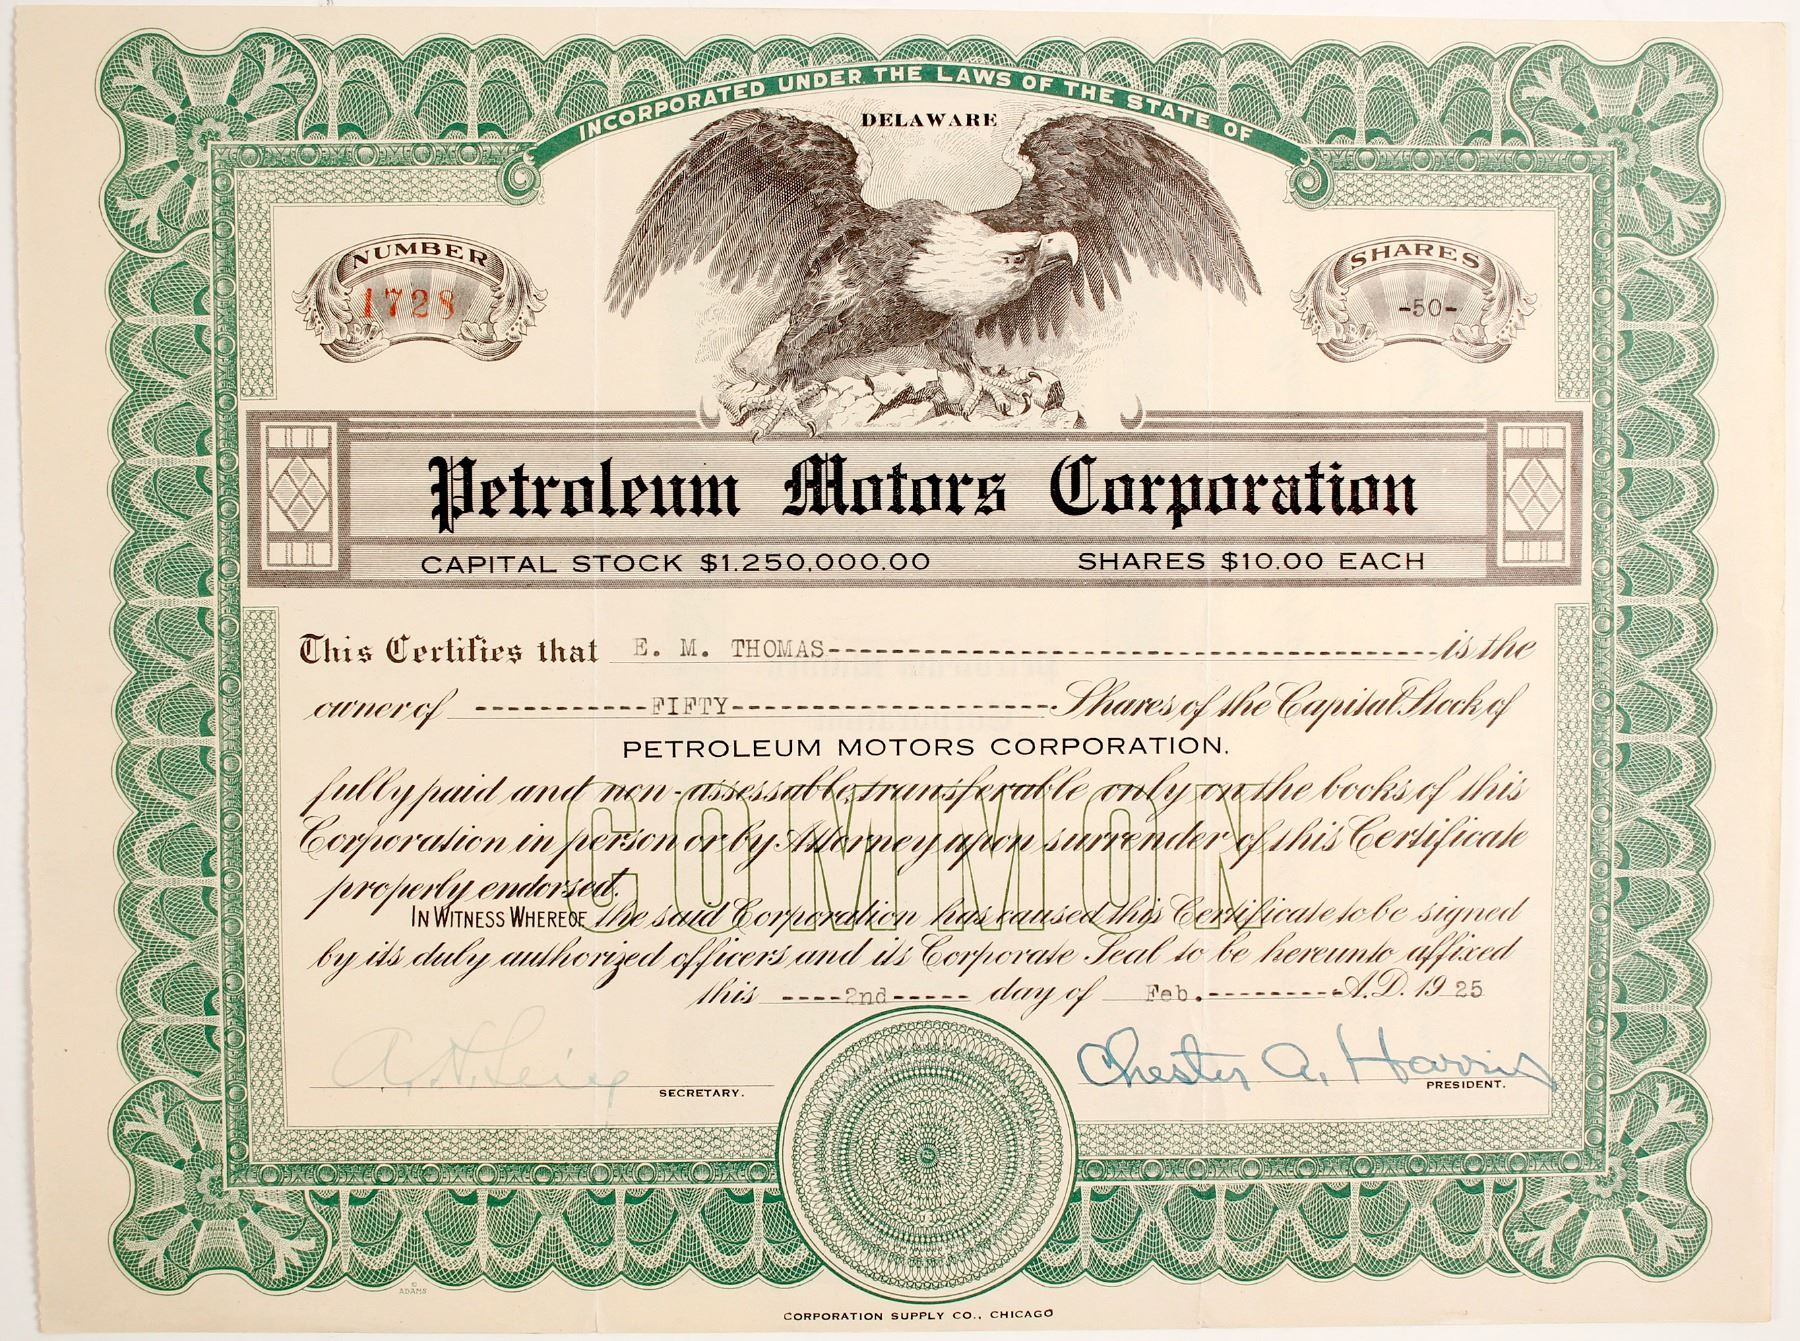 INCORPORATED UNDER THE LAWS OF THE STATE OF
DELAWARE
NUMBER
1728
SHARES
-50-
Petroleum Motors Corporation
CAPITAL STOCK $1.250,000.00 SHARES $10.00 EACH
This Certifies that E. M. THOMAS is the
owner of -----------FIFTY-------------------- Shares of the Capital Stock of
PETROLEUM MOTORS CORPORATION.
fully paid and non-assessable, transferable only on the books of this
Corporation in person or by Attorney upon surrender of this Certificate
properly endorsed.
COMMON
IN WITNESS WHEREOF, the said Corporation has caused this Certificate to be signed
by its duly authorized officers and its Corporate Seal to be hereunto affixed
this ----2nd----- day of Feb.---------A.D. 1925
Chester A. Harris
SECRETARY. PRESIDENT.
© ADAMS
CORPORATION SUPPLY CO., CHICAGO